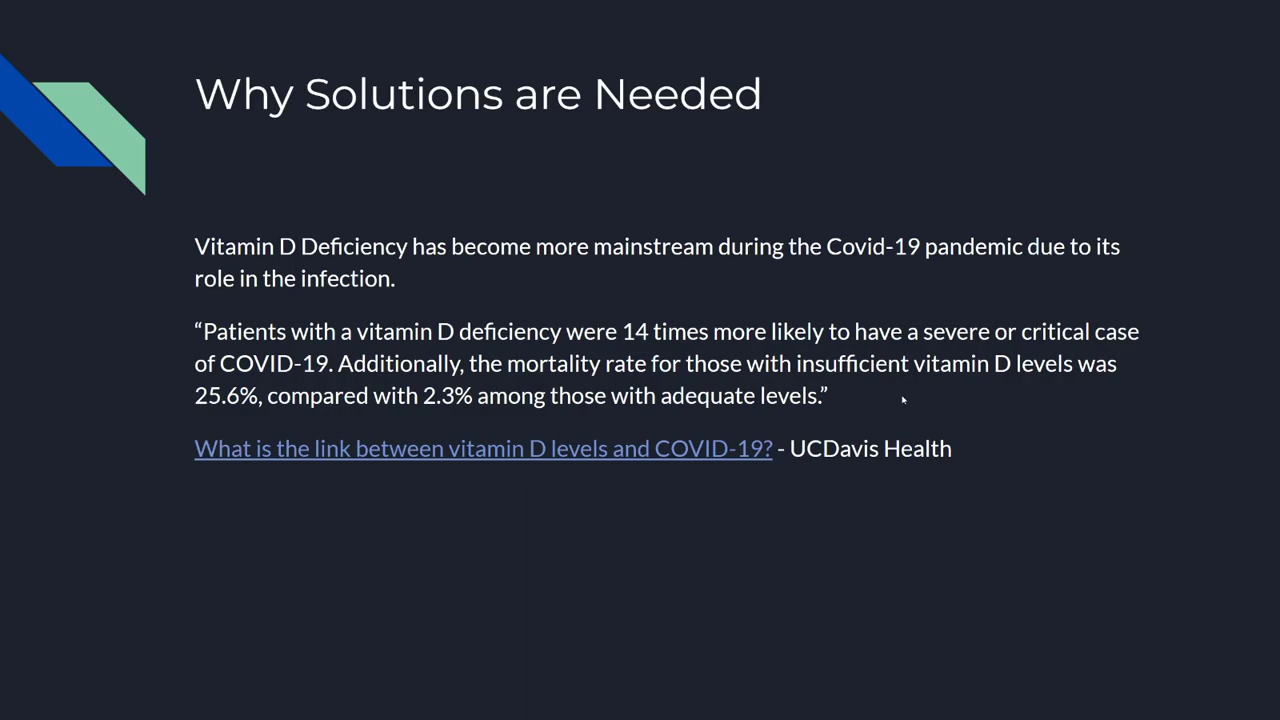 Why Solutions are Needed
Vitamin D Deficiency has become more mainstream during the Covid-19 pandemic due to its
role in the infection.
“Patients with a vitamin D deficiency were 14 times more likely to have a severe or critical case
of COVID-19. Additionally, the mortality rate for those with insufficient vitamin D levels was
25.6%, compared with 2.3% among those with adequate levels.”
What is the link between vitamin D levels and COVID-19? - UCDavis Health